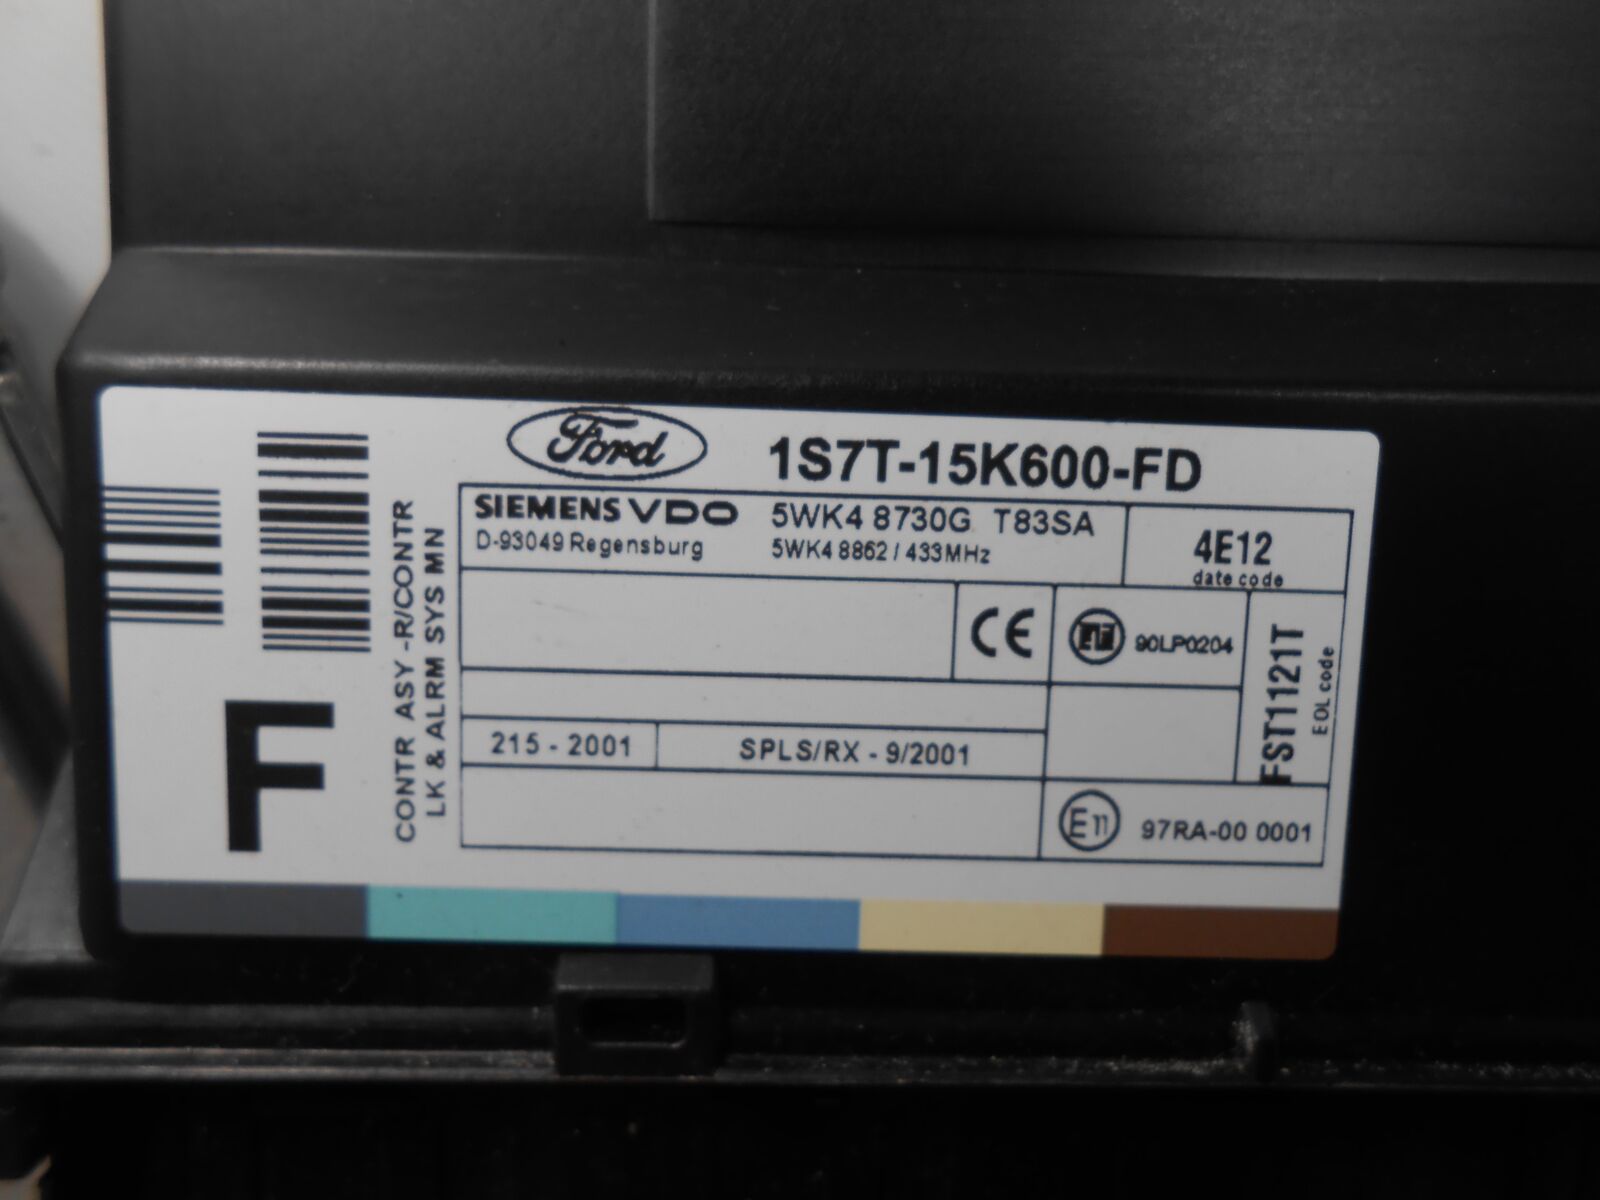 Ford
1S7T-15K600-FD
SIEMENS VDO
D-93049 Regensburg
5WK4 8730G T83SA
5WK4 8862 / 433MHz
4E12
date code
CE
90LP0204
FST1121T
EOL code
215 - 2001
SPLS/RX - 9/2001
E11
97RA-00 0001
CONTR ASY -R/CONTR
LK & ALRM SYS MN
F